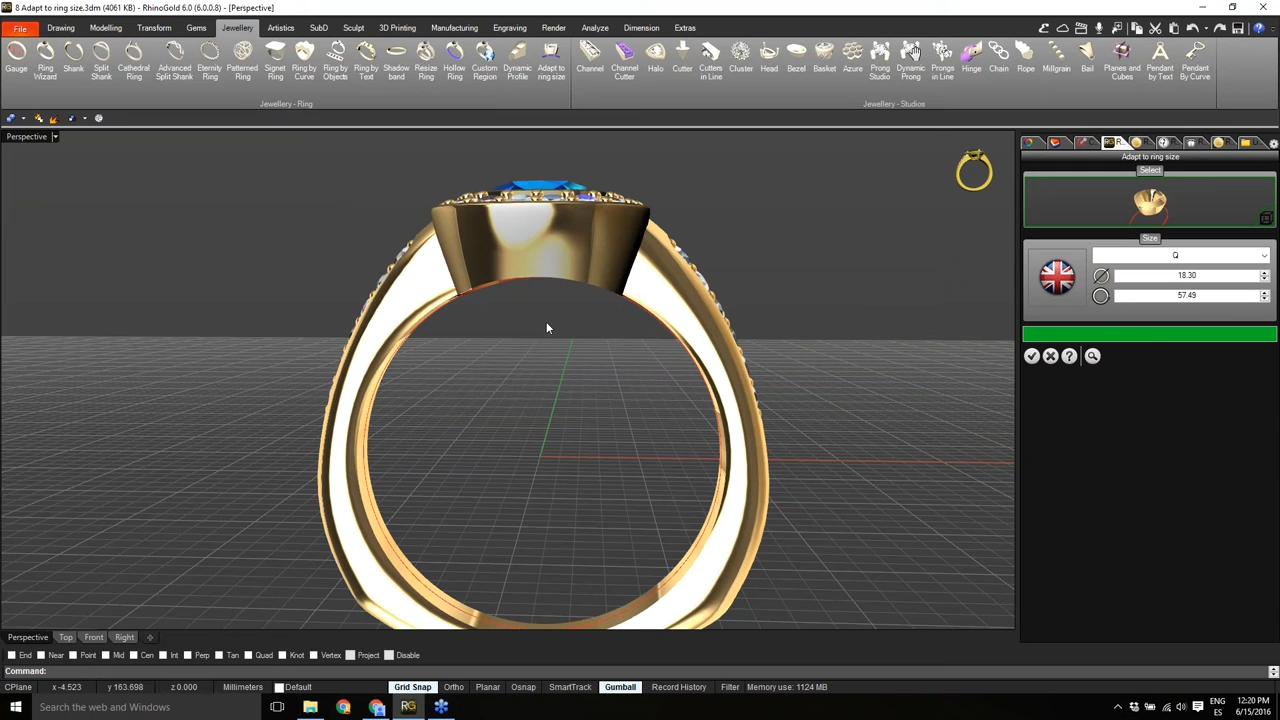 8 Adapt to ring size.3dm (4061 KB) - RhinoGold 6.0 (6.0.0.8) - [Perspective]
File Drawing Modelling Transform Gems Jewellery Artistics SubD Sculpt 3D Printing Manufacturing Engraving Render Analyze Dimension Extras
Gauge Ring Wizard Shank Split Shank Cathedral Ring Advanced Split Shank Eternity Ring Patterned Ring Signet Ring Ring by Curve Ring by Objects Ring by Text Shadow band Resize Ring Hollow Ring Custom Region Dynamic Profile Adapt to ring size Channel Channel Cutter Halo Cutter Cutters in Line Cluster Head Bezel Basket Azure Prong Studio Dynamic Prong Prongs in Line Hinge Chain Rope Millgrain Bail Planes and Cubes Pendant by Text Pendant By Curve
Jewellery - Ring Jewellery - Studios
Perspective
RG R...
Adapt to ring size
Select
Size
Q
18.30
57.49
Perspective Top Front Right
End Near Point Mid Cen Int Perp Tan Quad Knot Vertex Project Disable
Command:
CPlane x -4.523 y 163.698 z 0.000 Millimeters Default Grid Snap Ortho Planar Osnap SmartTrack Gumball Record History Filter Memory use: 1124 MB
Search the web and Windows
RG
ENG
ES
12:20 PM
6/15/2016